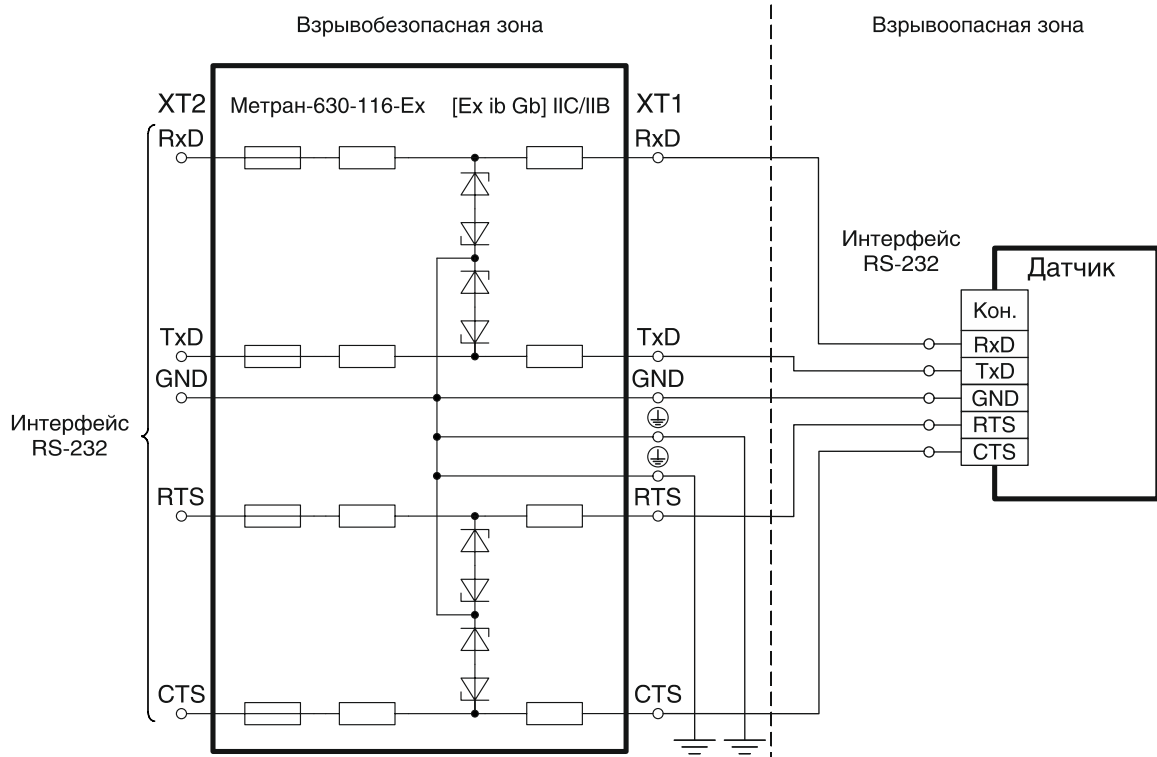 Взрывобезопасная зона
Взрывоопасная зона
XT2
Метран-630-116-Ex [Ex ib Gb] IIC/IIB
XT1
RxD
RxD
Интерфейс
RS-232
Датчик
Кон.
RxD
TxD
GND
RTS
CTS
TxD
TxD
GND
GND
Интерфейс
RS-232
RTS
RTS
CTS
CTS